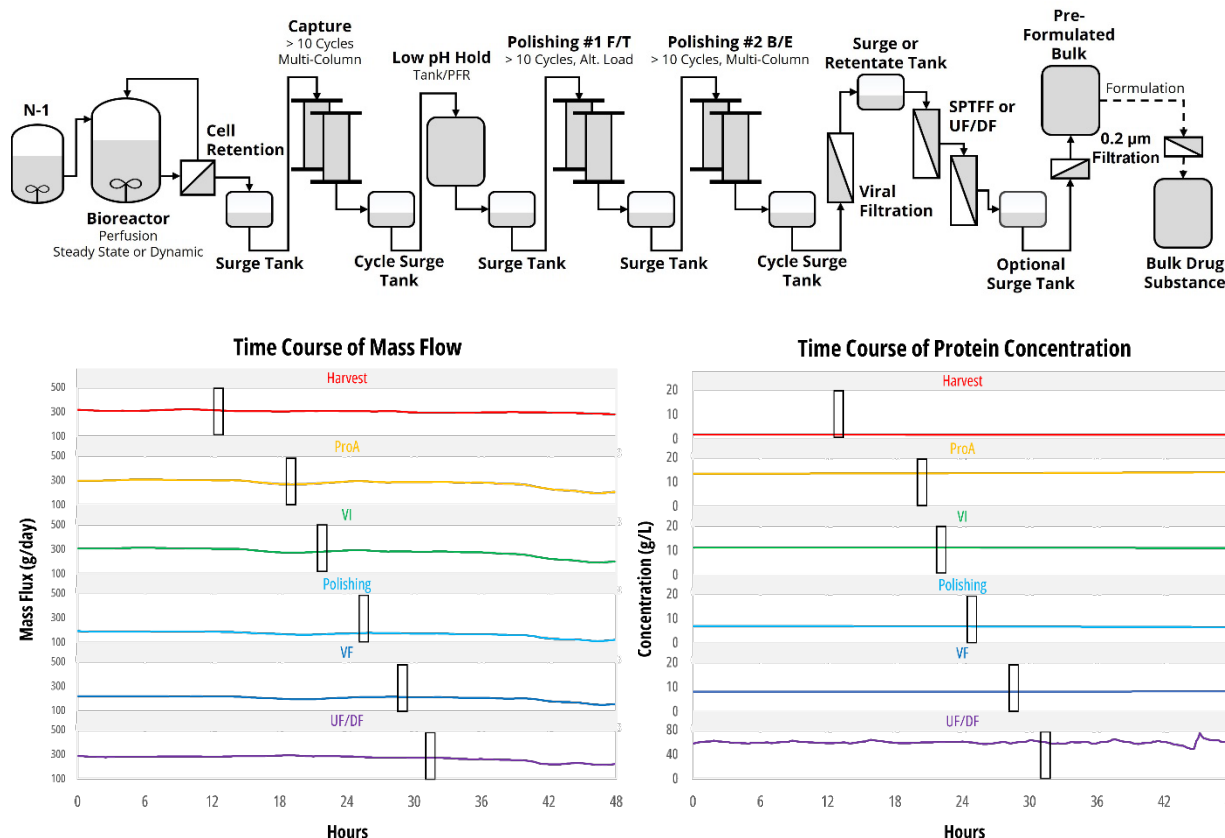 N-1
Bioreactor
Perfusion
Steady State or Dynamic
Cell
Retention
Surge Tank
Capture
> 10 Cycles
Multi-Column
Cycle Surge
Tank
Low pH Hold
Tank/PFR
Surge Tank
Polishing #1 F/T
> 10 Cycles, Alt. Load
Surge Tank
Polishing #2 B/E
> 10 Cycles, Multi-Column
Cycle Surge
Tank
Viral
Filtration
Surge or
Retentate Tank
SPTFF or
UF/DF
Optional
Surge Tank
Pre-
Formulated
Bulk
0.2 µm
Filtration
Formulation
Bulk Drug
Substance
Time Course of Mass Flow
Mass Flux (g/day)
Harvest
500
300
100
ProA
500
300
100
VI
500
300
100
Polishing
500
300
100
VF
500
300
100
UF/DF
500
300
100
0 6 12 18 24 30 36 42 48
Hours
Time Course of Protein Concentration
Concentration (g/L)
Harvest
20
10
0
ProA
20
10
0
VI
20
10
0
Polishing
20
10
0
VF
20
10
0
UF/DF
80
40
0
0 6 12 18 24 30 36 42
Hours